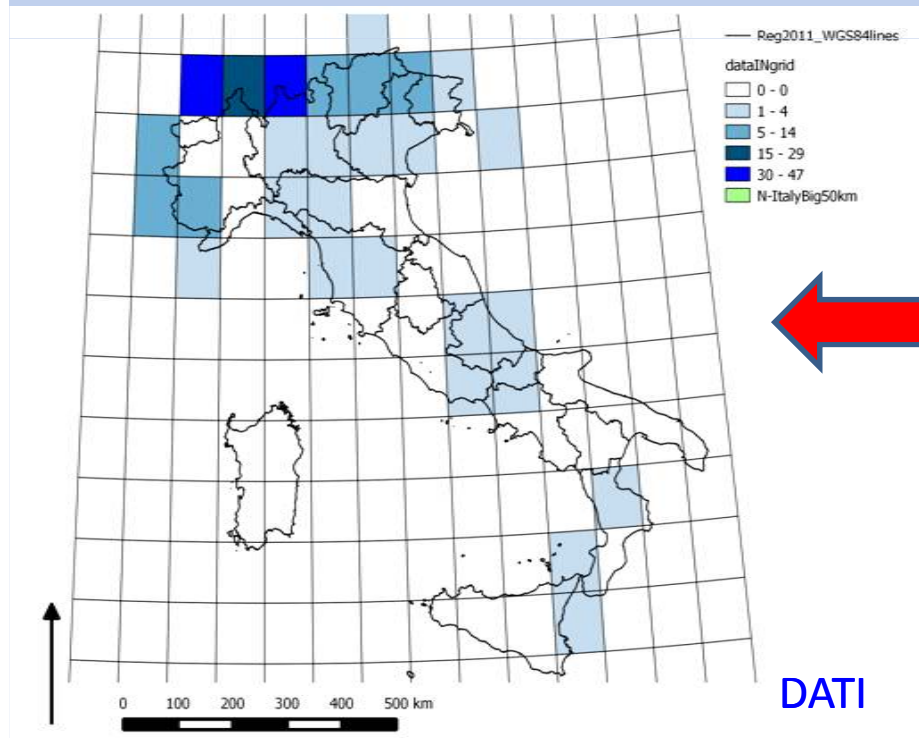 Reg2011_WGS84lines
dataINgrid
0 - 0
1 - 4
5 - 14
15 - 29
30 - 47
N-ItalyBig50km
DATI
0 100 200 300 400 500 km